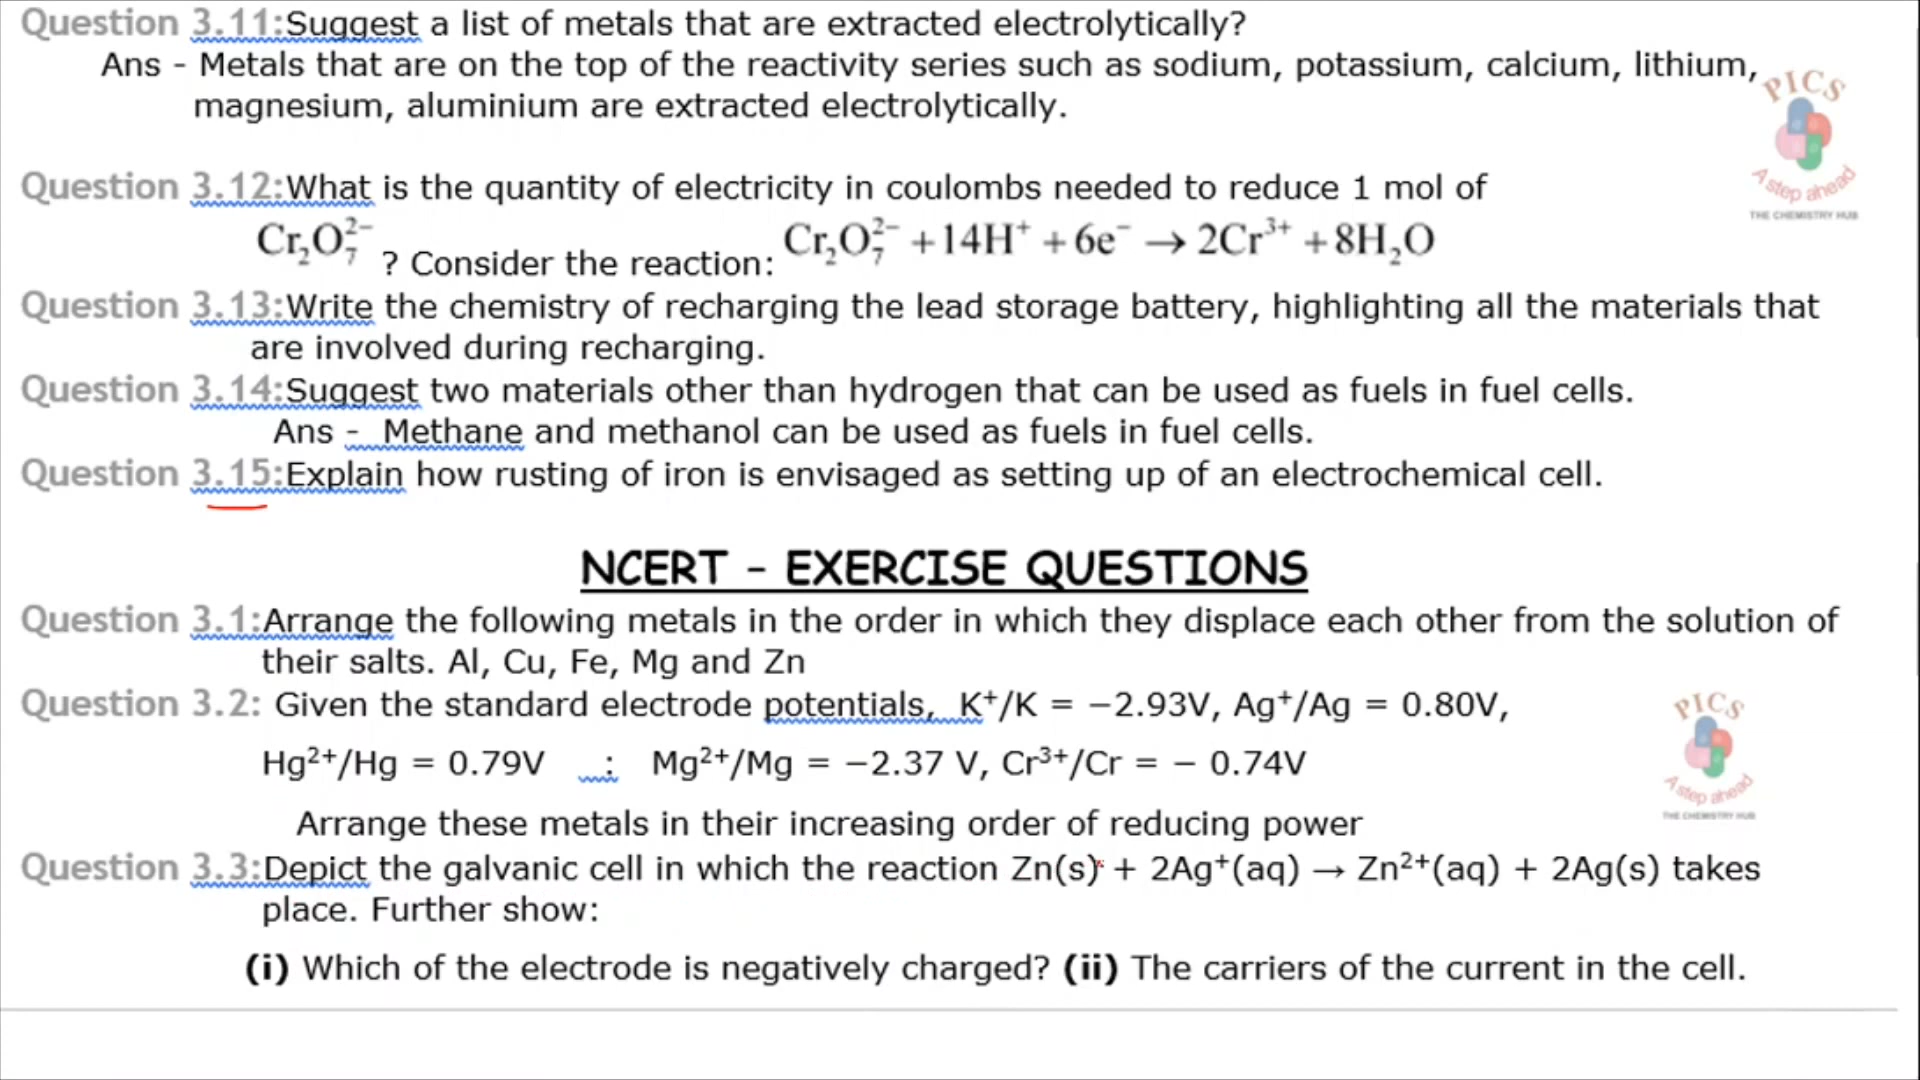 Question 3.11:Suggest a list of metals that are extracted electrolytically?
Ans - Metals that are on the top of the reactivity series such as sodium, potassium, calcium, lithium,
magnesium, aluminium are extracted electrolytically.
PICS
A step ahead
THE CHEMISTRY HUB
Question 3.12:What is the quantity of electricity in coulombs needed to reduce 1 mol of
Cr₂O₇²⁻ ? Consider the reaction: Cr₂O₇²⁻ +14H⁺ +6e⁻ → 2Cr³⁺ +8H₂O
Question 3.13:Write the chemistry of recharging the lead storage battery, highlighting all the materials that
are involved during recharging.
Question 3.14:Suggest two materials other than hydrogen that can be used as fuels in fuel cells.
Ans - Methane and methanol can be used as fuels in fuel cells.
Question 3.15:Explain how rusting of iron is envisaged as setting up of an electrochemical cell.
NCERT – EXERCISE QUESTIONS
Question 3.1:Arrange the following metals in the order in which they displace each other from the solution of
their salts. Al, Cu, Fe, Mg and Zn
Question 3.2: Given the standard electrode potentials, K⁺/K = −2.93V, Ag⁺/Ag = 0.80V,
Hg²⁺/Hg = 0.79V : Mg²⁺/Mg = −2.37 V, Cr³⁺/Cr = − 0.74V
PICS
A step ahead
THE CHEMISTRY HUB
Arrange these metals in their increasing order of reducing power
Question 3.3:Depict the galvanic cell in which the reaction Zn(s) + 2Ag⁺(aq) → Zn²⁺(aq) + 2Ag(s) takes
place. Further show:
(i) Which of the electrode is negatively charged? (ii) The carriers of the current in the cell.